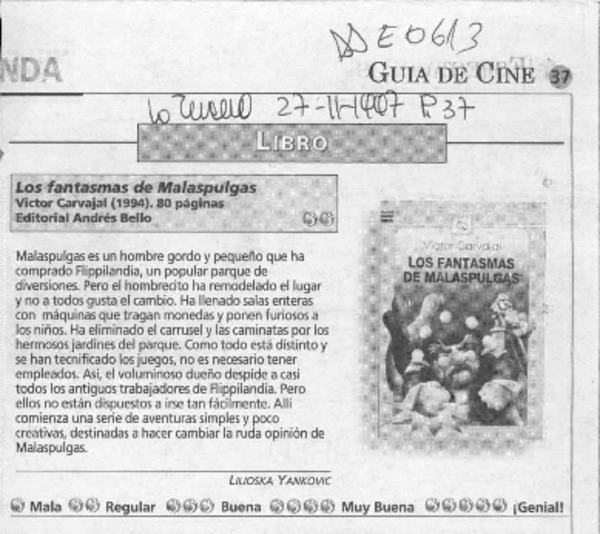 DSE 0613
NDA
GUIA DE CINE 37
La Tercera 27-11-1997 P. 37
LIBRO
Los fantasmas de Malaspulgas
Víctor Carvajal (1994). 80 páginas
Editorial Andrés Bello
Malaspulgas es un hombre gordo y pequeño que ha
comprado Flippilandia, un popular parque de
diversiones. Pero el hombrecito ha remodelado el lugar
y no a todos gusta el cambio. Ha llenado salas enteras
con máquinas que tragan monedas y ponen furiosos a
los niños. Ha eliminado el carrusel y las caminatas por los
hermosos jardines del parque. Como todo está distinto y
se han tecnificado los juegos, no es necesario tener
empleados. Así, el voluminoso dueño despide a casi
todos los antiguos trabajadores de Flippilandia. Pero
ellos no están dispuestos a irse tan fácilmente. Allí
comienza una serie de aventuras simples y poco
creativas, destinadas a hacer cambiar la ruda opinión de
Malaspulgas.
LILIOSKA YANKOVIC
Víctor Carvajal
LOS FANTASMAS
DE MALASPULGAS
Mala Regular Buena Muy Buena ¡Genial!